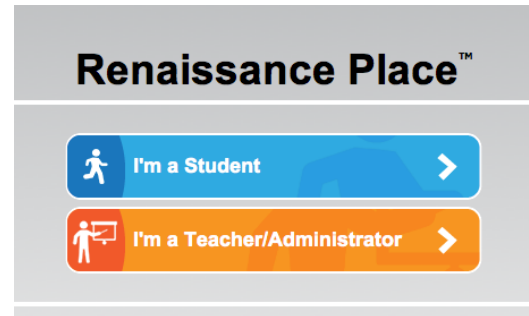 Renaissance Place™
I'm a Student
I'm a Teacher/Administrator